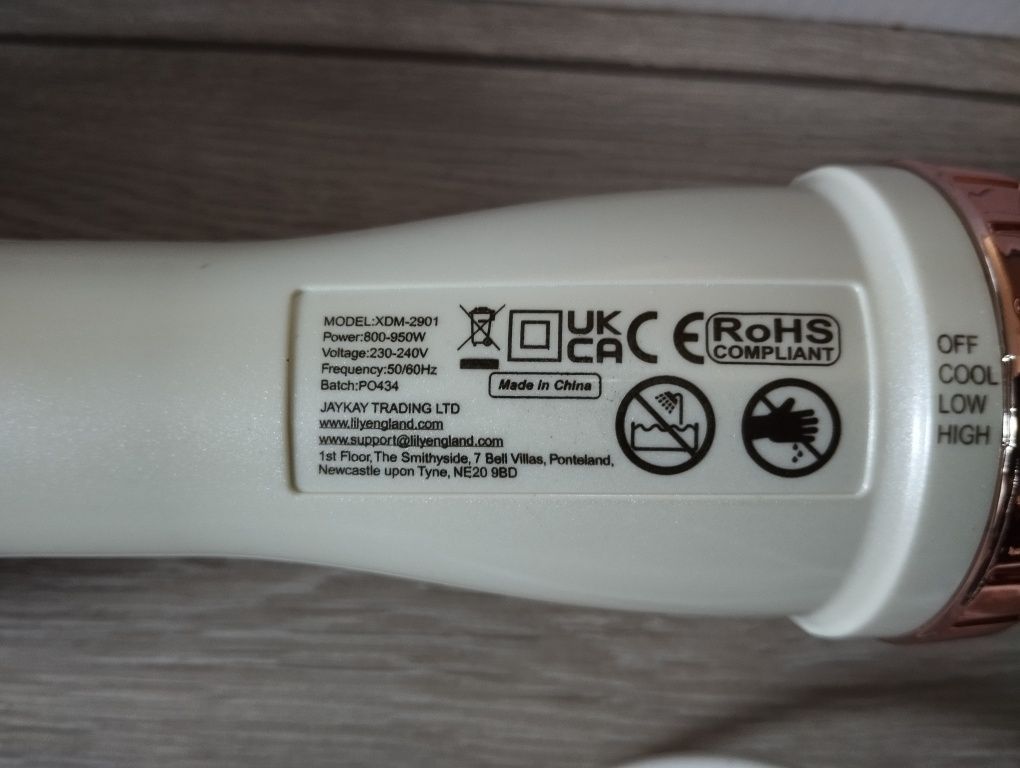 MODEL:XDM-2901
Power:800-950W
Voltage:230-240V
Frequency:50/60Hz
Batch:PO434
JAYKAY TRADING LTD
www.lilyengland.com
www.support@lilyengland.com
1st Floor, The Smithyside, 7 Bell Villas, Ponteland,
Newcastle upon Tyne, NE20 9BD
UK
CA
CE
RoHS
COMPLIANT
Made in China
OFF
COOL
LOW
HIGH